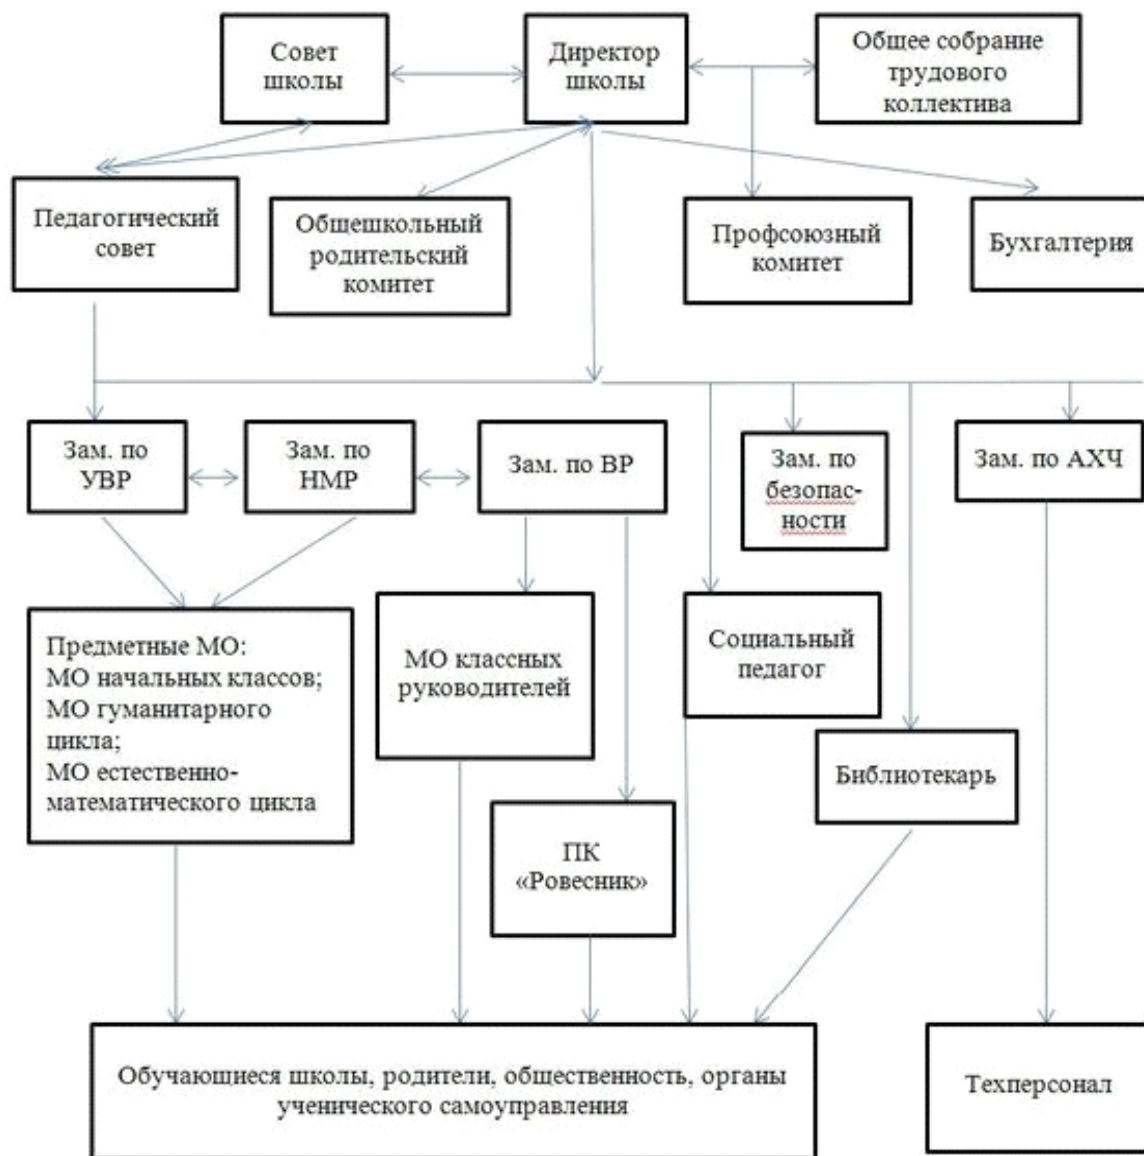 Совет
школы
Директор
школы
Общее собрание
трудового
коллектива
Педагогический
совет
Общешкольный
родительский
комитет
Профсоюзный
комитет
Бухгалтерия
Зам. по
УВР
Зам. по
НМР
Зам. по ВР
Зам. по
безопас-
ности
Зам. по АХЧ
Предметные МО:
МО начальных классов;
МО гуманитарного
цикла;
МО естественно-
математического цикла
МО классных
руководителей
Социальный
педагог
Библиотекарь
ПК
«Ровесник»
Обучающиеся школы, родители, общественность, органы
ученического самоуправления
Техперсонал